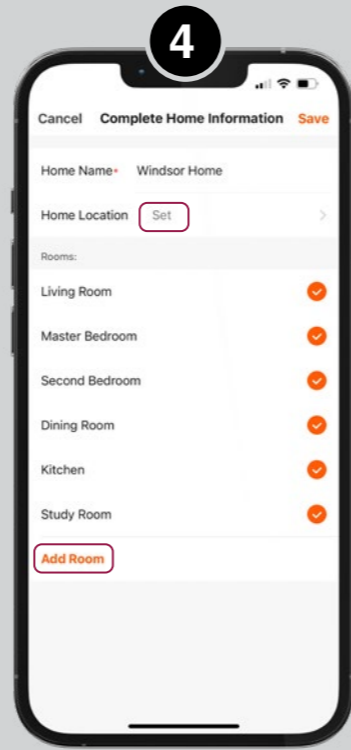 4
Cancel Complete Home Information Save
Home Name* Windsor Home
Home Location Set
Rooms:
Living Room
Master Bedroom
Second Bedroom
Dining Room
Kitchen
Study Room
Add Room